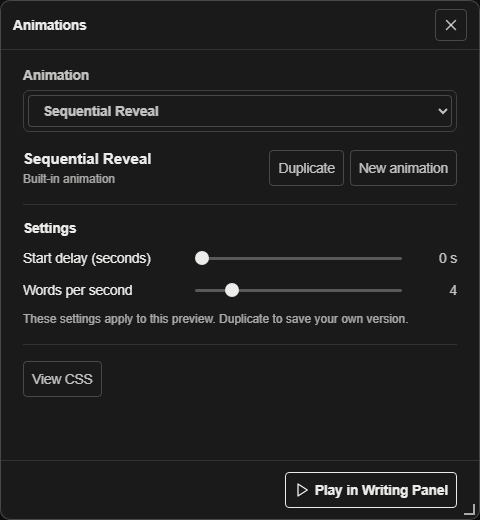 Animations
Animation
Sequential Reveal
Sequential Reveal
Built-in animation
Duplicate
New animation
Settings
Start delay (seconds)
0 s
Words per second
4
These settings apply to this preview. Duplicate to save your own version.
View CSS
Play in Writing Panel